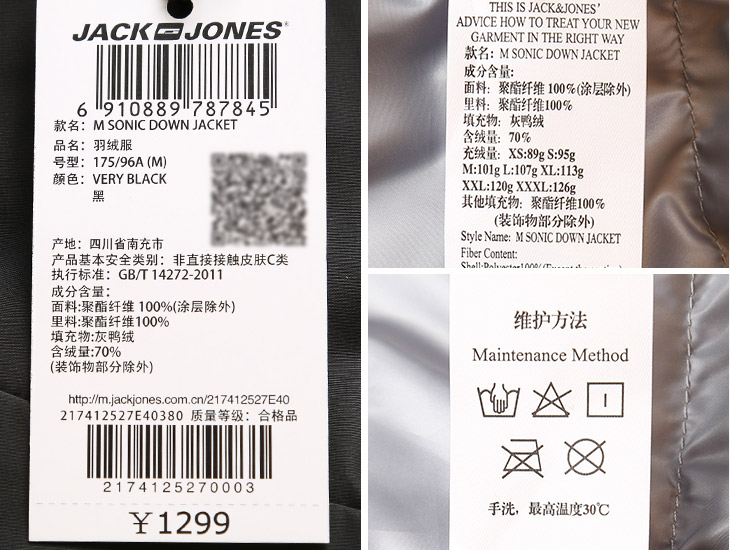 JACK JONES®
6 910889 787845
款名: M SONIC DOWN JACKET
品名: 羽绒服
号型: 175/96A (M)
颜色: VERY BLACK
黑
产地: 四川省南充市
产品基本安全类别: 非直接接触皮肤C类
执行标准: GB/T 14272-2011
成分含量:
面料:聚酯纤维 100%(涂层除外)
里料:聚酯纤维100%
填充物:灰鸭绒
含绒量:70%
(装饰物部分除外)
http://m.jackjones.com.cn/217412527E40
217412527E40380 质量等级: 合格品
2174125270003
¥1299
THIS IS JACK&JONES'
ADVICE HOW TO TREAT YOUR NEW
GARMENT IN THE RIGHT WAY
款名: M SONIC DOWN JACKET
成分含量:
面料: 聚酯纤维 100%(涂层除外)
里料: 聚酯纤维100%
填充物: 灰鸭绒
含绒量: 70%
充绒量: XS:89g S:95g
M:101g L:107g XL:113g
XXL:120g XXXL:126g
其他填充物: 聚酯纤维100%
(装饰物部分除外)
Style Name: M SONIC DOWN JACKET
Fiber Content:
维护方法
Maintenance Method
手洗, 最高温度30℃